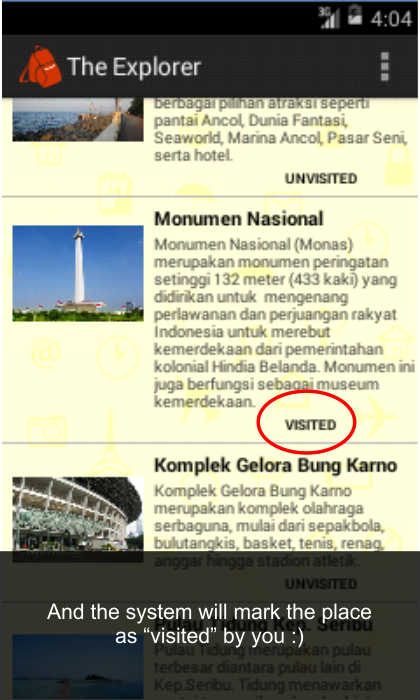 3G
4:04
The Explorer
berbagai pilihan atraksi seperti
pantai Ancol, Dunia Fantasi,
Seaworld, Marina Ancol, Pasar Seni,
serta hotel.
UNVISITED
Monumen Nasional
Monumen Nasional (Monas)
merupakan monumen peringatan
setinggi 132 meter (433 kaki) yang
didirikan untuk  mengenang
perlawanan dan perjuangan rakyat
Indonesia untuk merebut
kemerdekaan dari pemerintahan
kolonial Hindia Belanda. Monumen ini
juga berfungsi sebagai museum
kemerdekaan.
VISITED
Komplek Gelora Bung Karno
Komplek Gelora Bung Karno
merupakan komplek olahraga
serbaguna, mulai dari sepakbola,
bulutangkis, basket, tenis, renag,
anggar hingga stadion atletik.
UNVISITED
And the system will mark the place
as “visited” by you :)
Pulau Tidung Kep. Seribu
Pulau Tidung merupakan pulau
terbesar diantara pulau lain di
Kep.Seribu. Tidung menawarkan